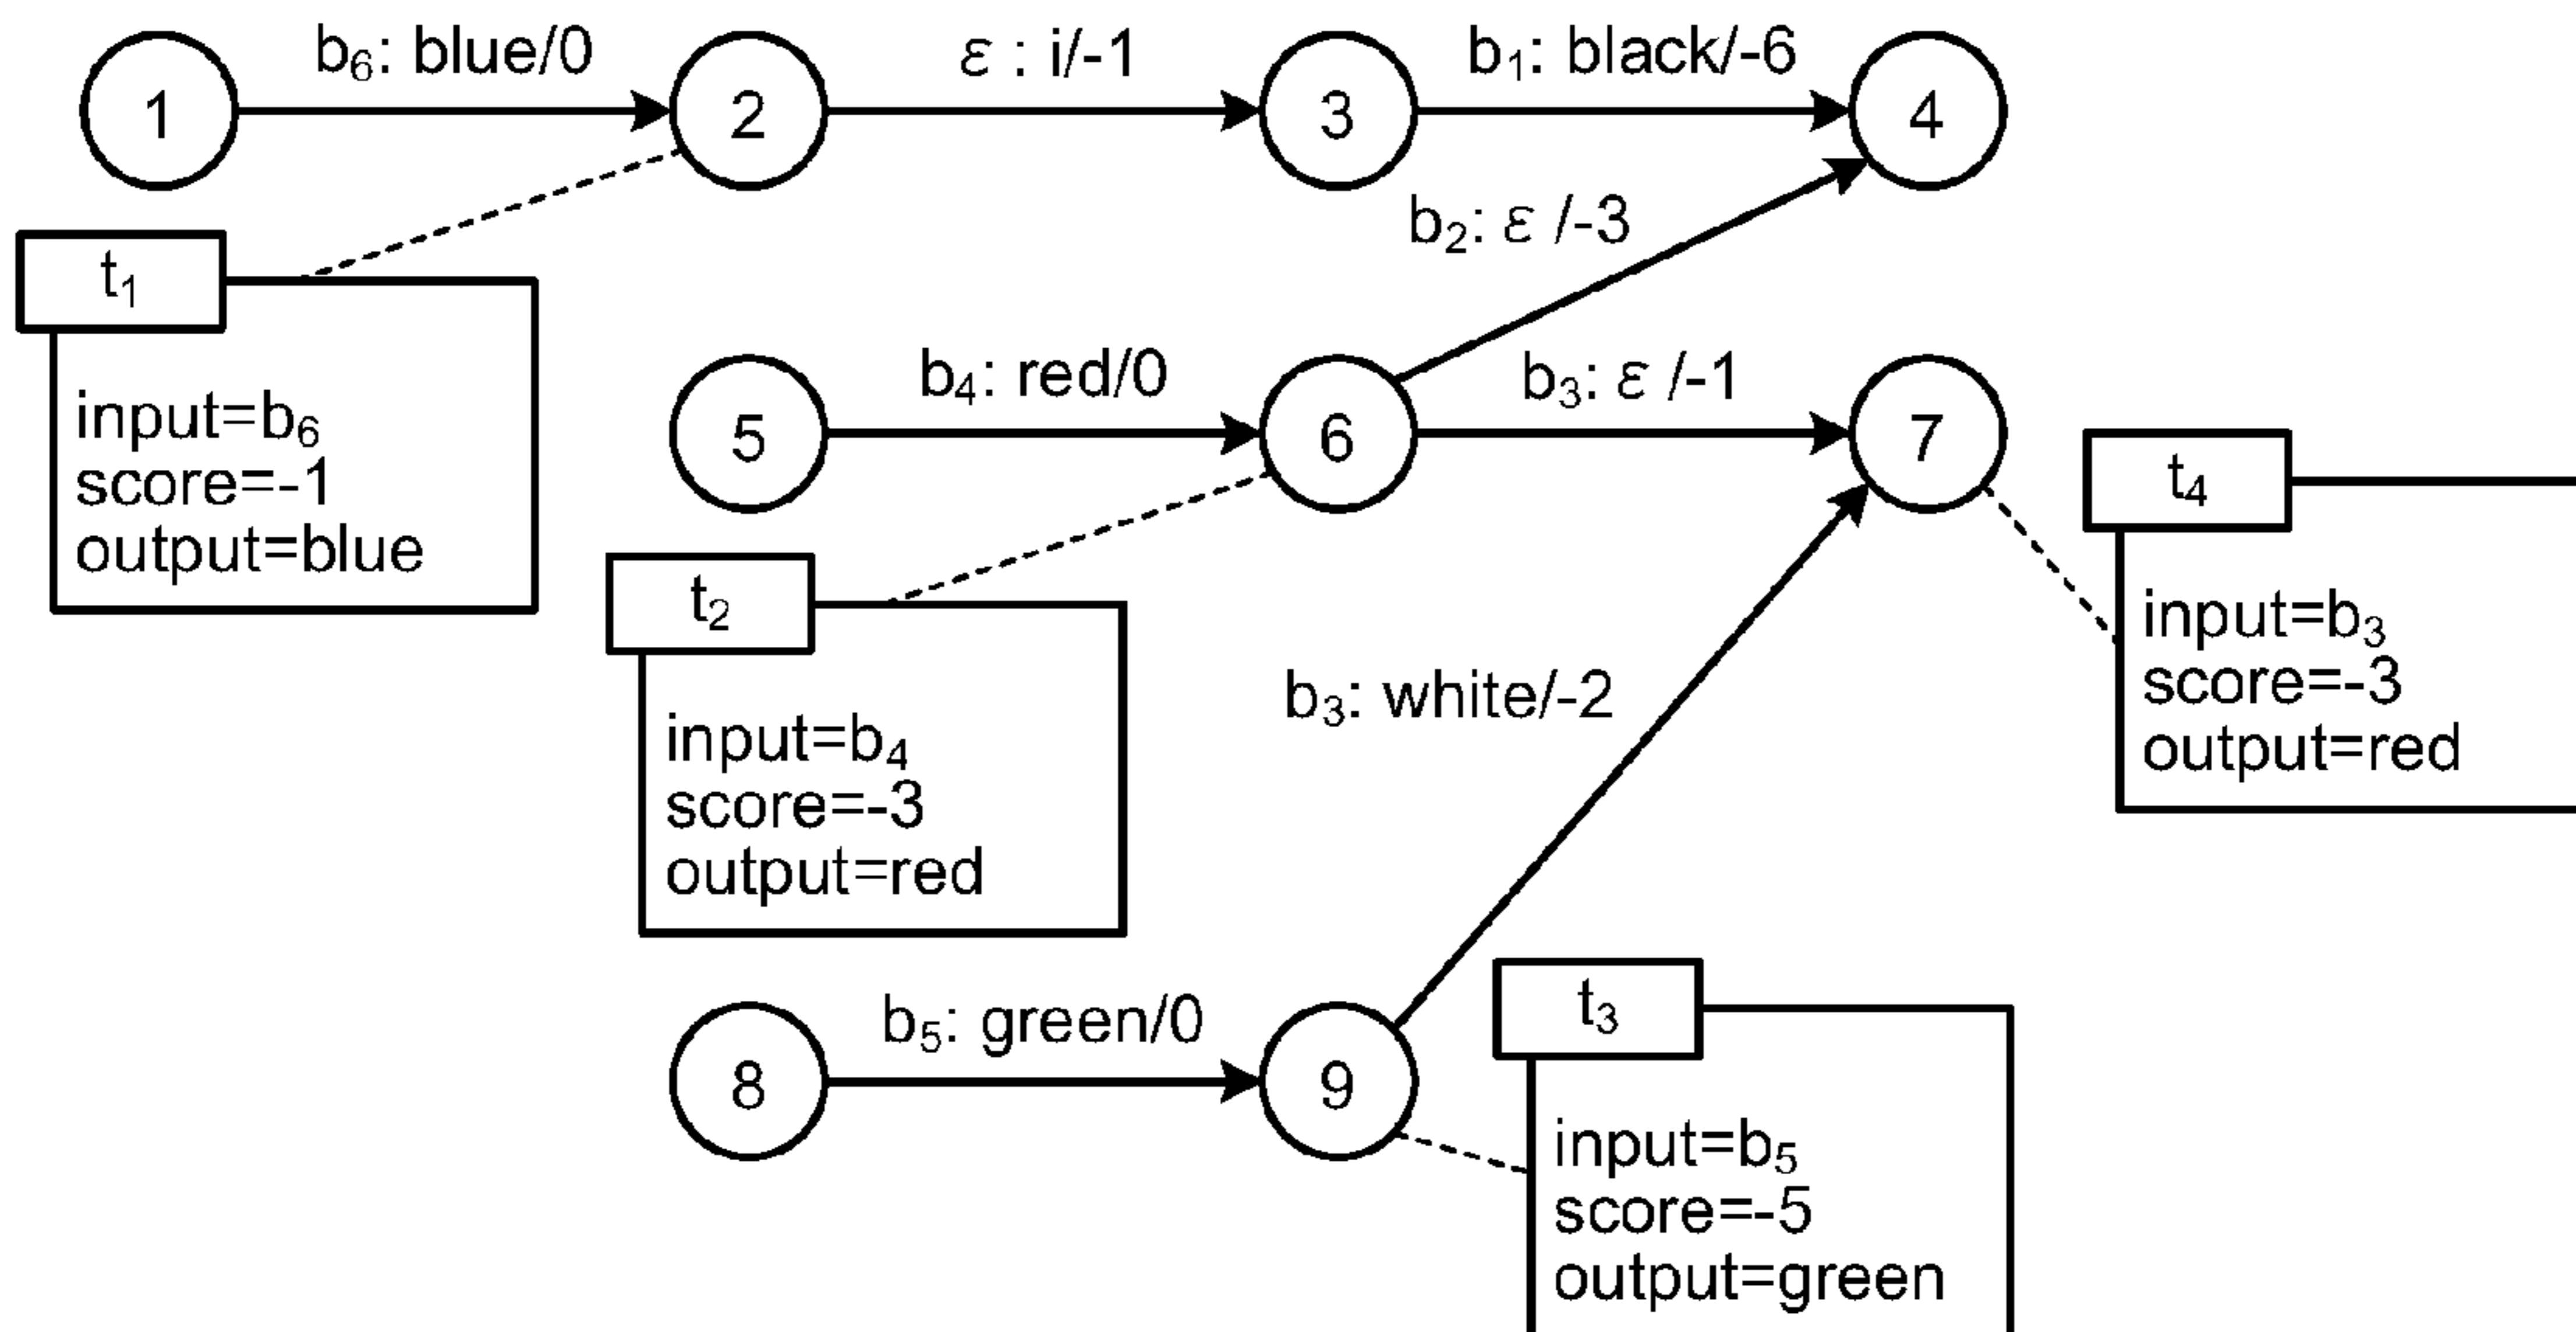 b₆: blue/0
ε : i/-1
b₁: black/-6
1
2
3
4
b₂: ε /-3
t₁
input=b₆
score=-1
output=blue
b₄: red/0
b₃: ε /-1
5
6
7
t₂
input=b₄
score=-3
output=red
t₄
input=b₃
score=-3
output=red
b₃: white/-2
b₅: green/0
8
9
t₃
input=b₅
score=-5
output=green